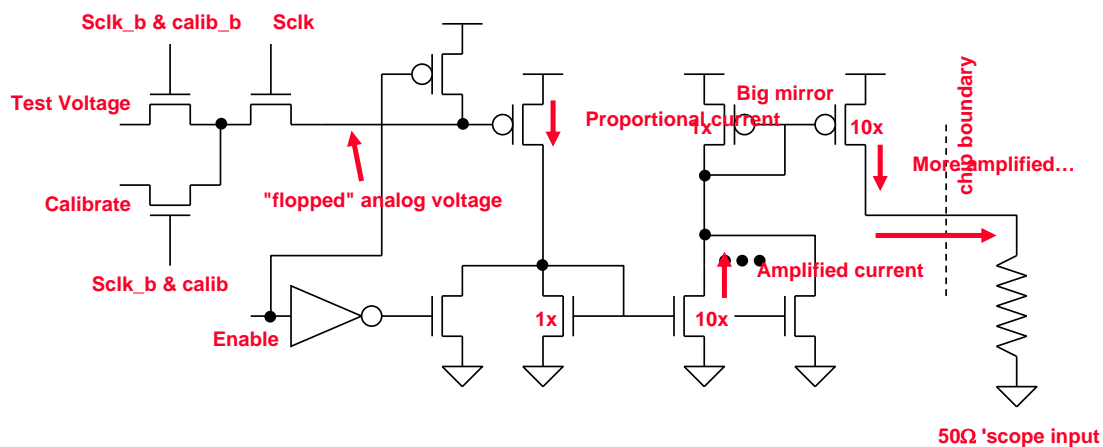 Sclk_b & calib_b
Sclk
Test Voltage
Big mirror
Proportional current
1x
10x
chip boundary
More amplified…
Calibrate
"flopped" analog voltage
Sclk_b & calib
Amplified current
Enable
1x
10x
50Ω 'scope input